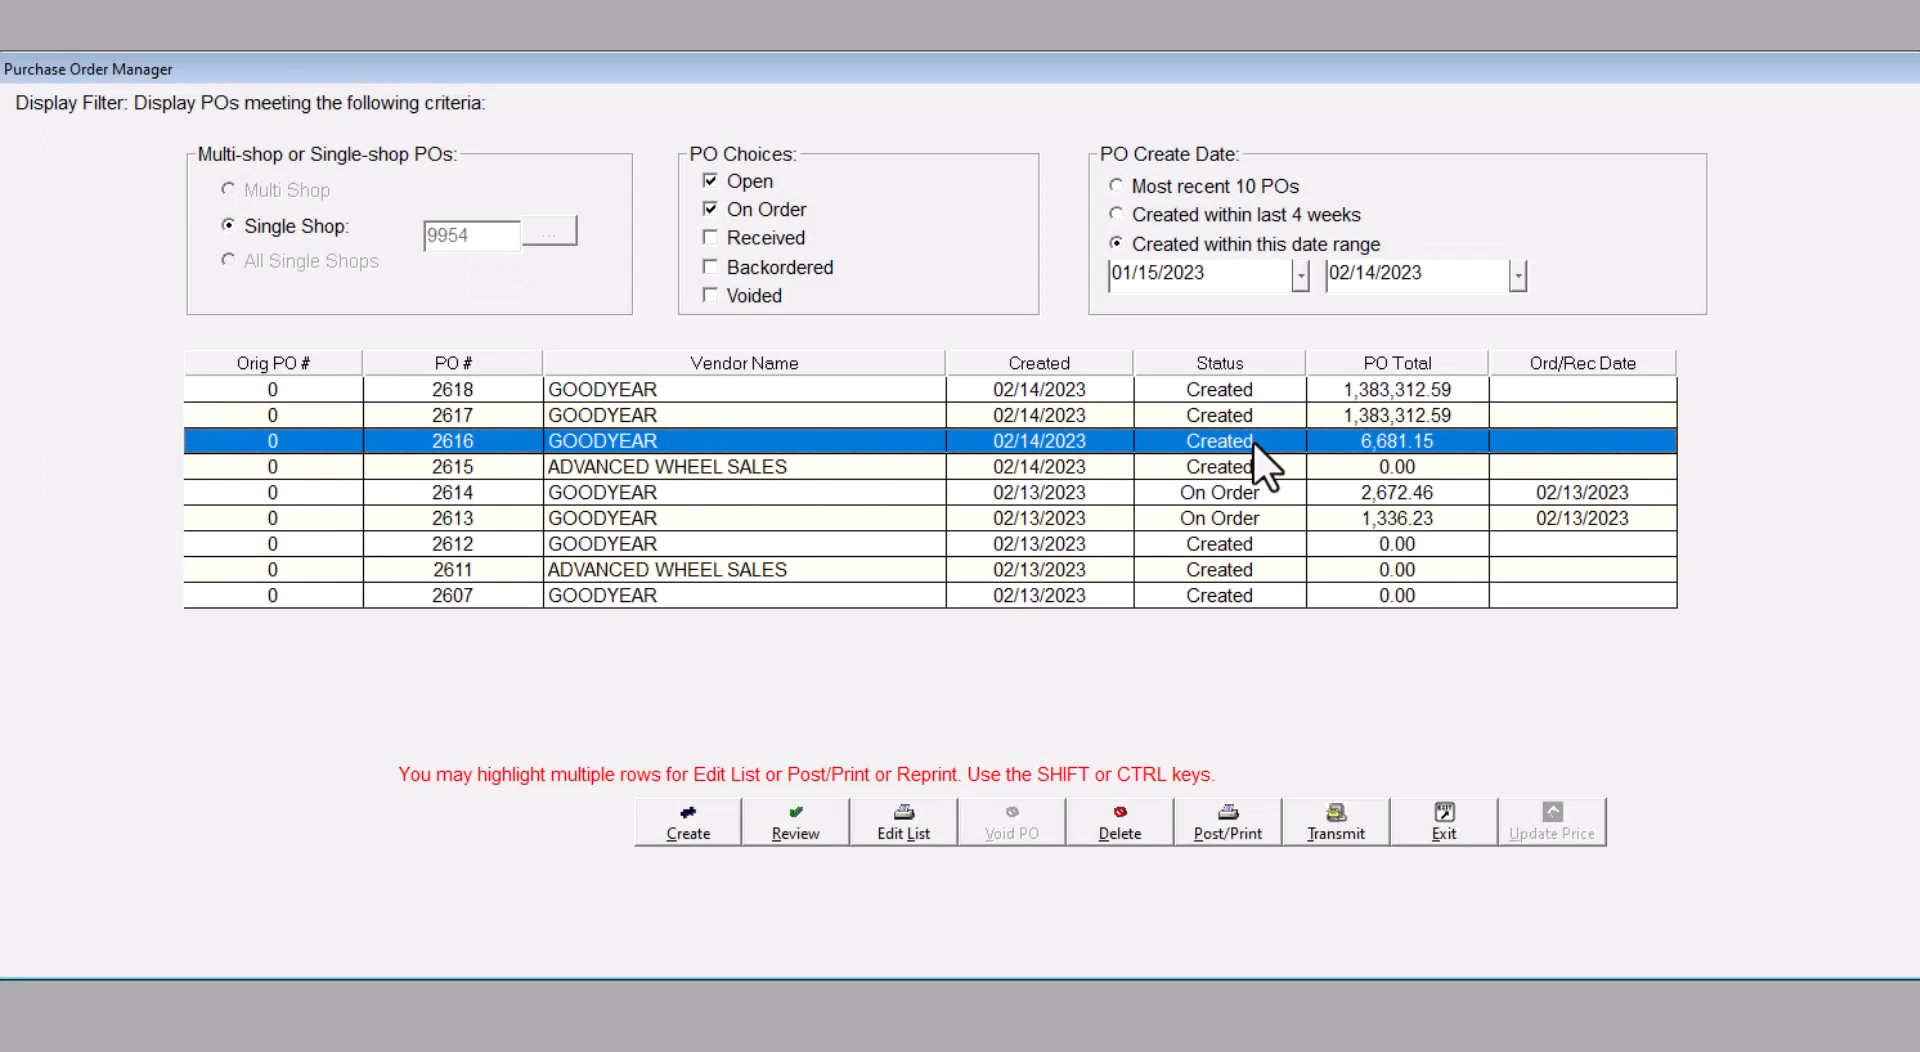 Purchase Order Manager
Display Filter: Display POs meeting the following criteria:
Multi-shop or Single-shop POs: PO Choices: PO Create Date:
Multi Shop
Single Shop: 9954 ...
All Single Shops
Open
On Order
Received
Backordered
Voided
Most recent 10 POs
Created within last 4 weeks
Created within this date range
01/15/2023 02/14/2023
Orig PO # PO # Vendor Name Created Status PO Total Ord/Rec Date
0 2618 GOODYEAR 02/14/2023 Created 1,383,312.59
0 2617 GOODYEAR 02/14/2023 Created 1,383,312.59
0 2616 GOODYEAR 02/14/2023 Created 6,681.15
0 2615 ADVANCED WHEEL SALES 02/14/2023 Created 0.00
0 2614 GOODYEAR 02/13/2023 On Order 2,672.46 02/13/2023
0 2613 GOODYEAR 02/13/2023 On Order 1,336.23 02/13/2023
0 2612 GOODYEAR 02/13/2023 Created 0.00
0 2611 ADVANCED WHEEL SALES 02/13/2023 Created 0.00
0 2607 GOODYEAR 02/13/2023 Created 0.00
You may highlight multiple rows for Edit List or Post/Print or Reprint. Use the SHIFT or CTRL keys.
Create Review Edit List Void PO Delete Post/Print Transmit Exit Update Price